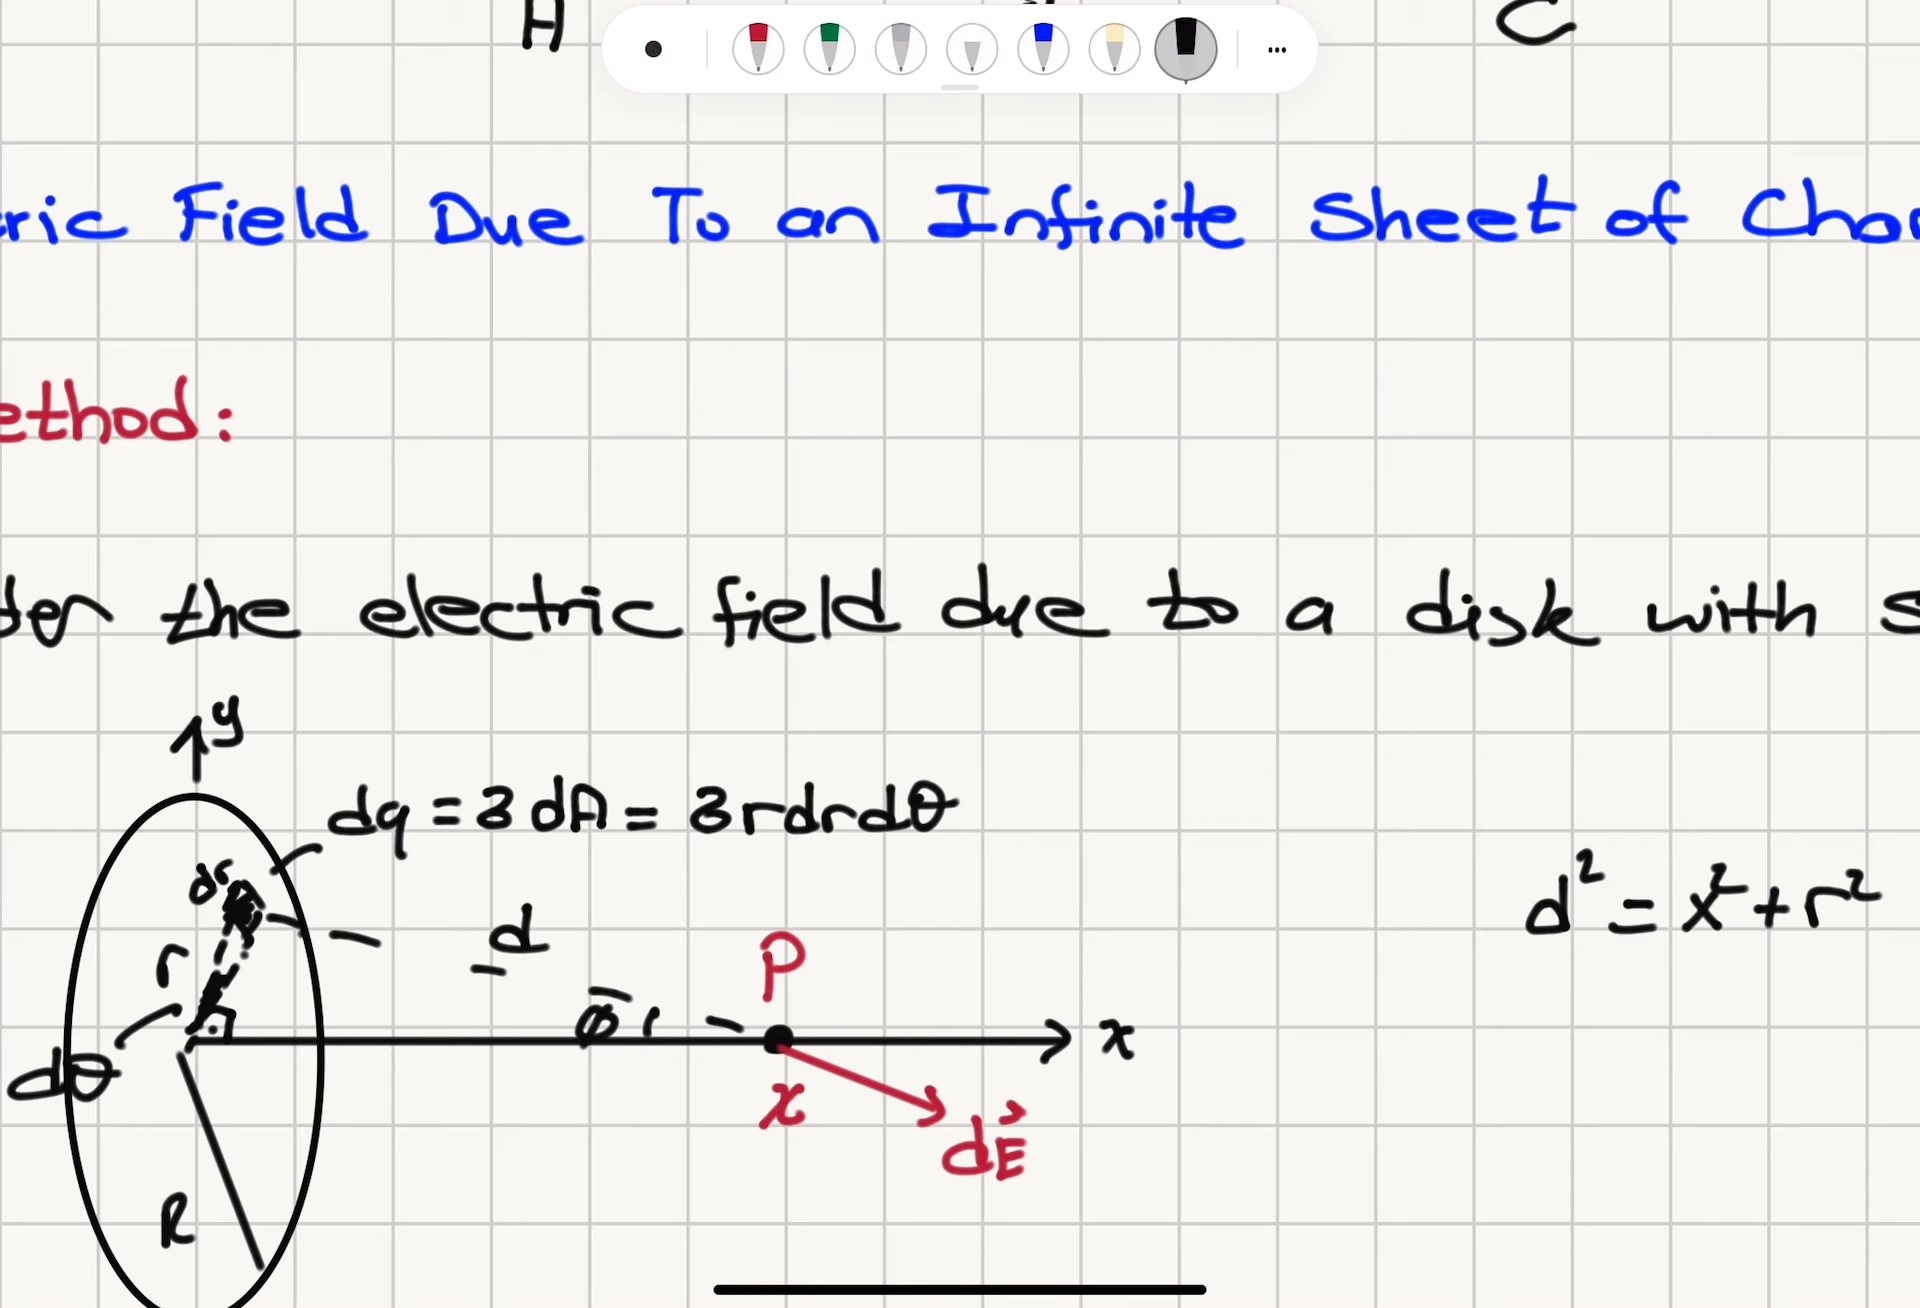 A C
ric Field Due To an Infinite Sheet of Char
ethod:
der the electric field due to a disk with s
y
dq = 3 dA = 3 r dr dθ
dr
d² = x² + r²
r d P
ϕ x
dθ
x
dE⃗
R